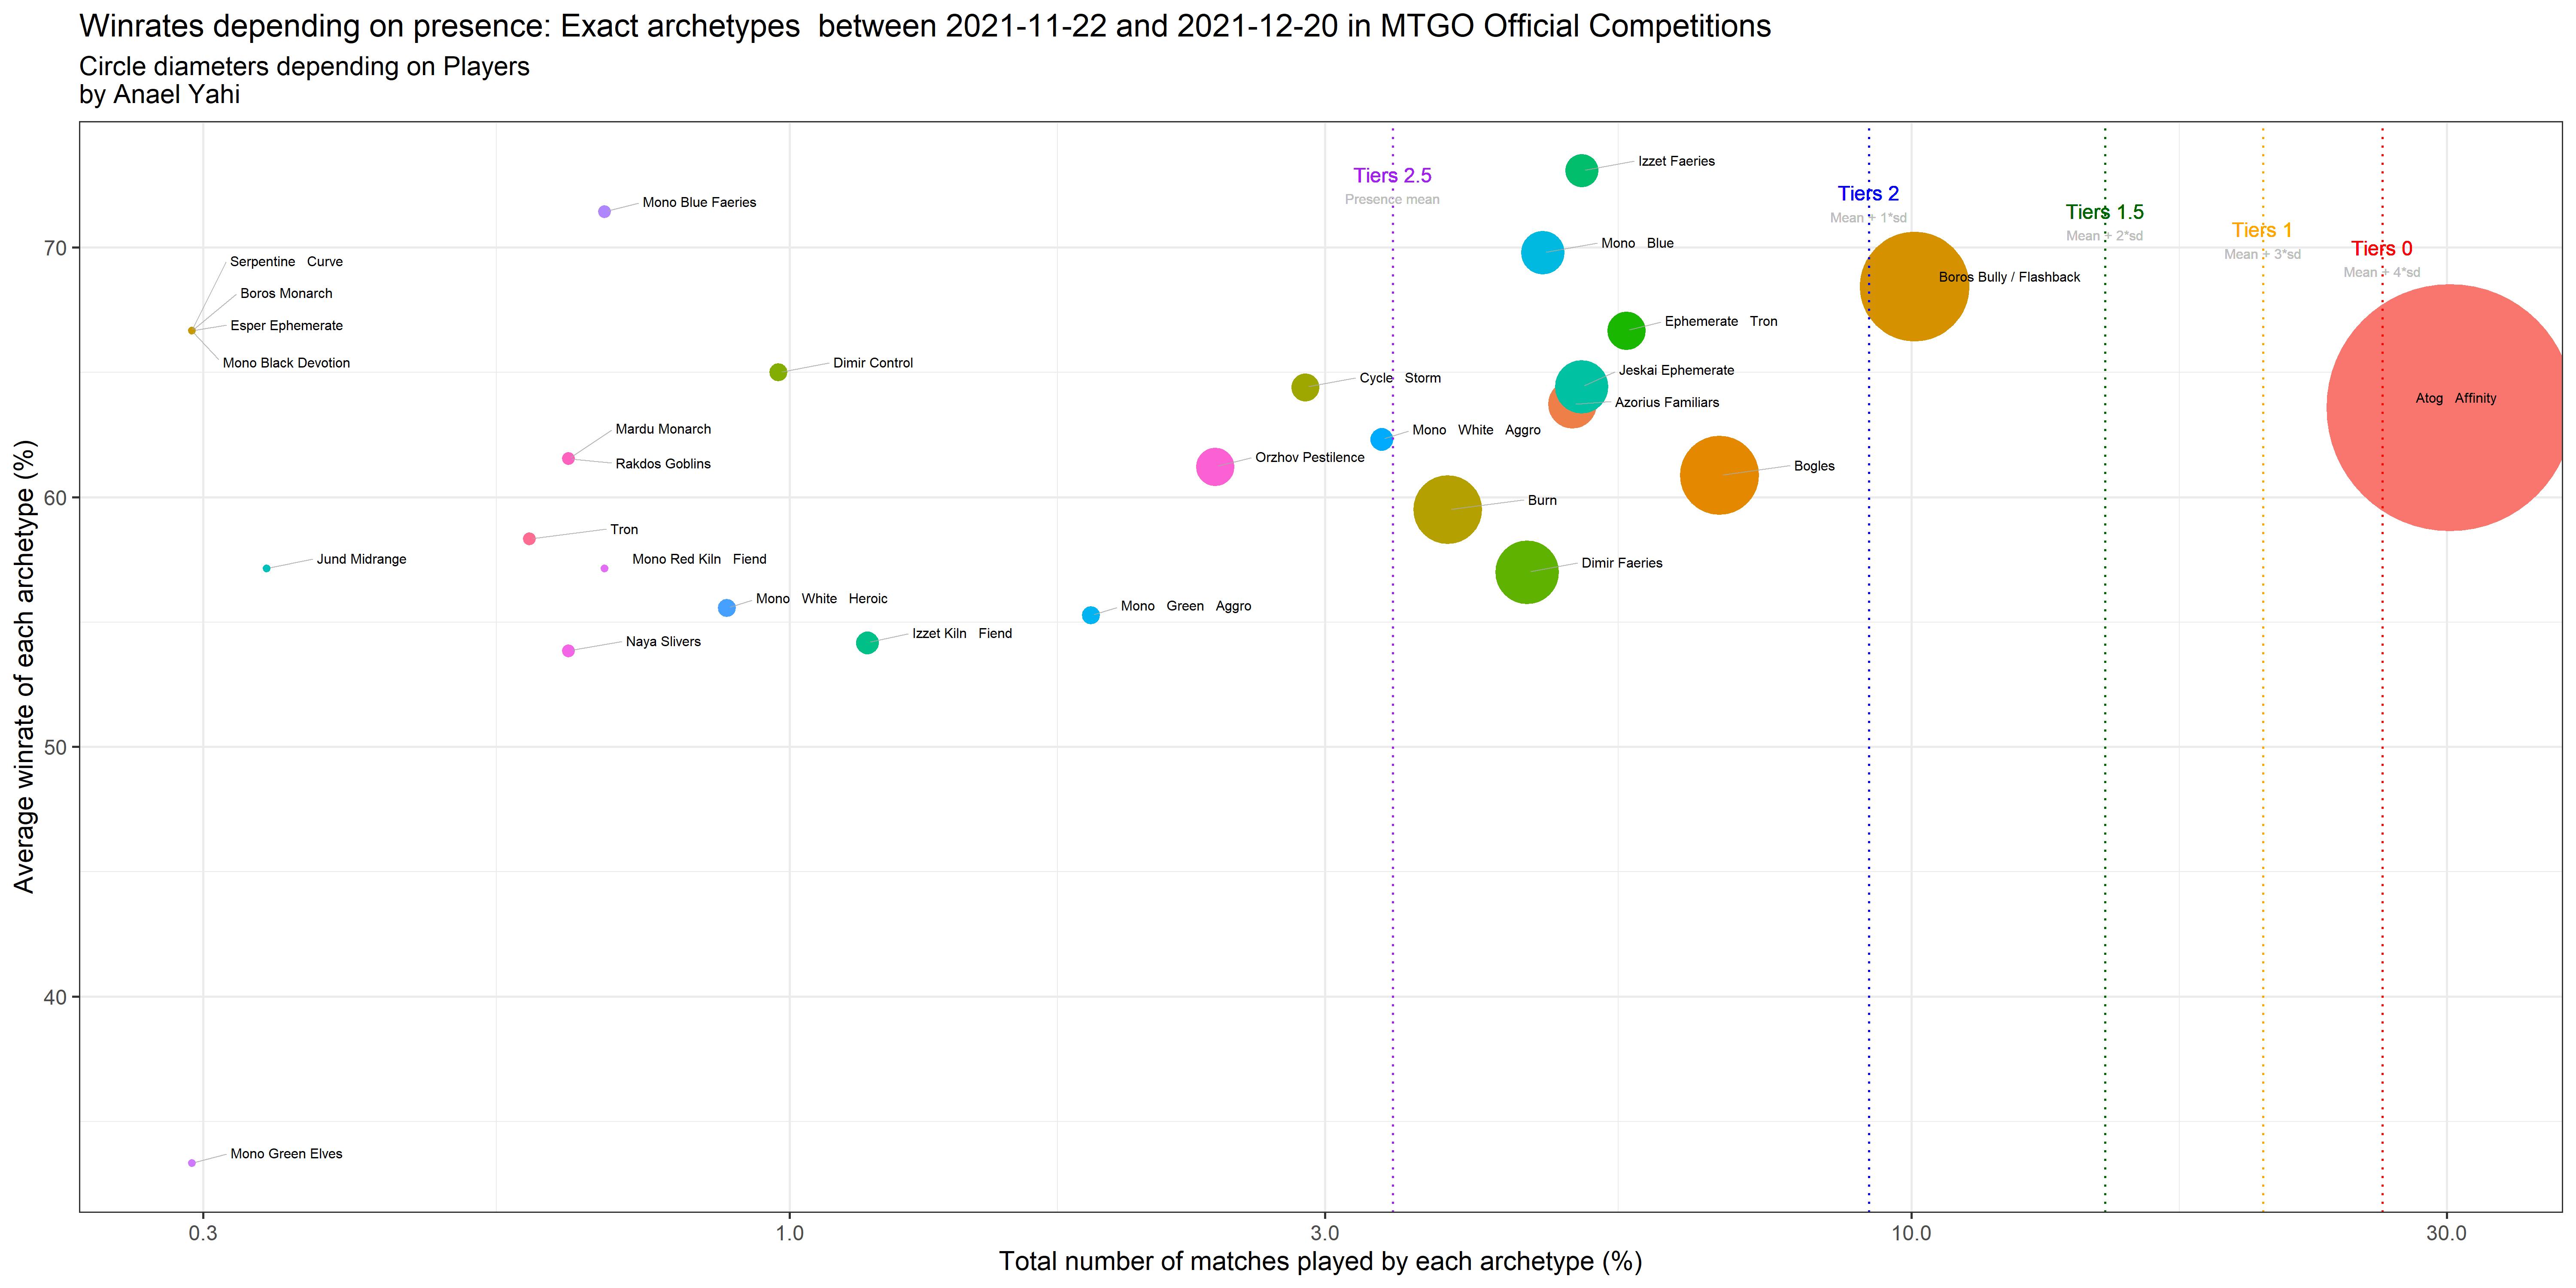 Winrates depending on presence: Exact archetypes  between 2021-11-22 and 2021-12-20 in MTGO Official Competitions
Circle diameters depending on Players
by Anael Yahi
Average winrate of each archetype (%)
70
60
50
40
Izzet Faeries
Tiers 2.5
Presence mean
Tiers 2
Mean + 1*sd
Tiers 1.5
Mean + 2*sd
Tiers 1
Mean + 3*sd
Tiers 0
Mean + 4*sd
Mono Blue Faeries
Mono   Blue
Serpentine   Curve
Boros Monarch
Esper Ephemerate
Mono Black Devotion
Boros Bully / Flashback
Ephemerate   Tron
Dimir Control
Cycle   Storm
Jeskai Ephemerate
Azorius Familiars
Atog   Affinity
Mardu Monarch
Rakdos Goblins
Mono   White   Aggro
Orzhov Pestilence
Bogles
Burn
Tron
Jund Midrange
Mono Red Kiln   Fiend
Dimir Faeries
Mono   White   Heroic
Mono   Green   Aggro
Naya Slivers
Izzet Kiln   Fiend
Mono Green Elves
0.3
1.0
3.0
10.0
30.0
Total number of matches played by each archetype (%)